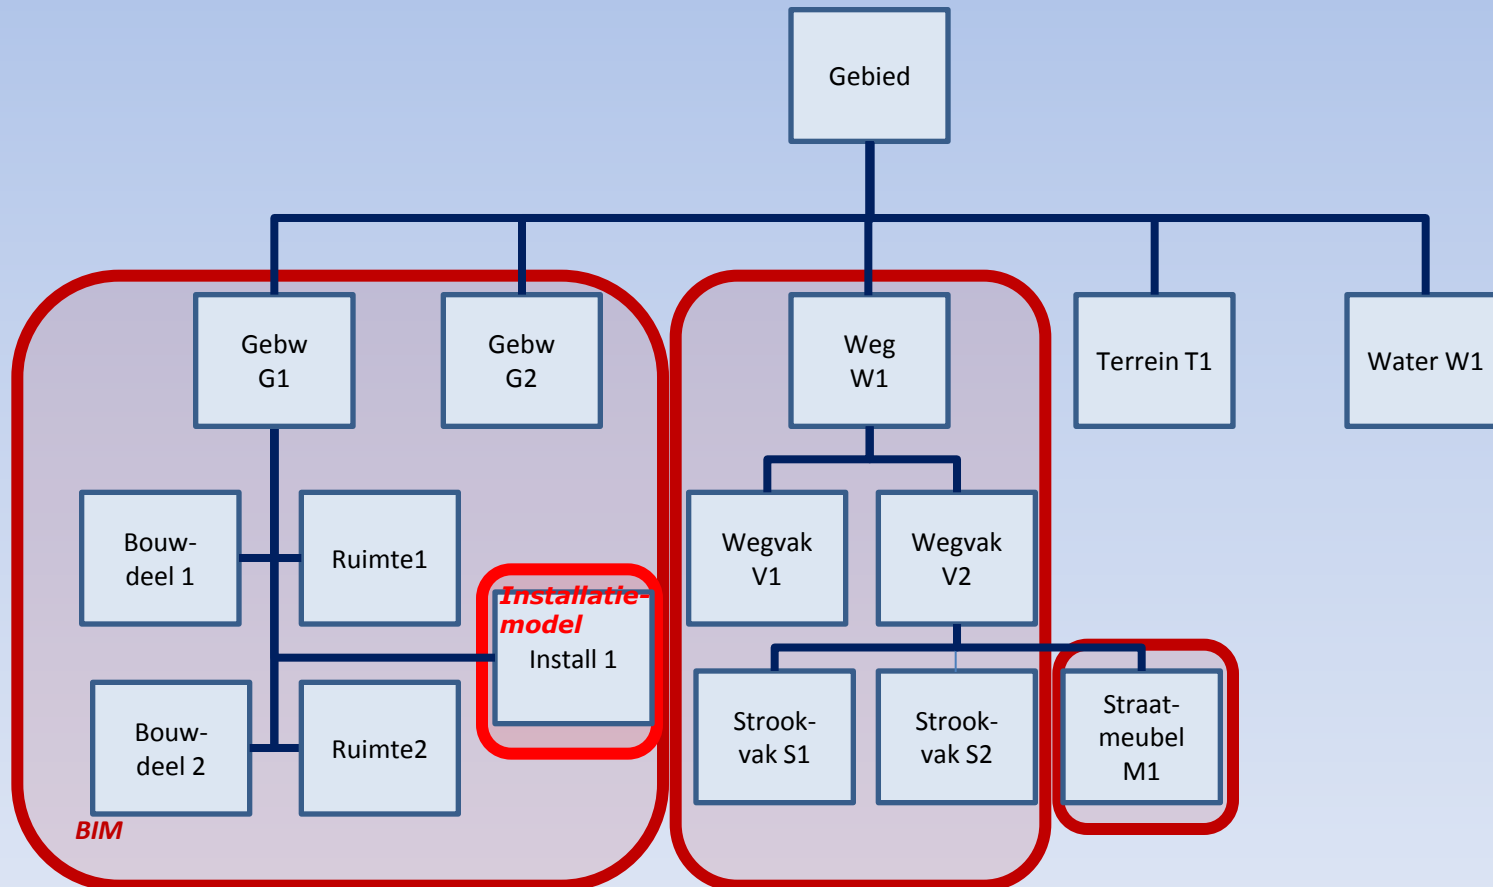 Gebied
Gebw
G1
Gebw
G2
Weg
W1
Terrein T1
Water W1
Bouw-
deel 1
Ruimte1
Wegvak
V1
Wegvak
V2
Installatie-
model
Install 1
Bouw-
deel 2
Ruimte2
Strook-
vak S1
Strook-
vak S2
Straat-
meubel
M1
BIM